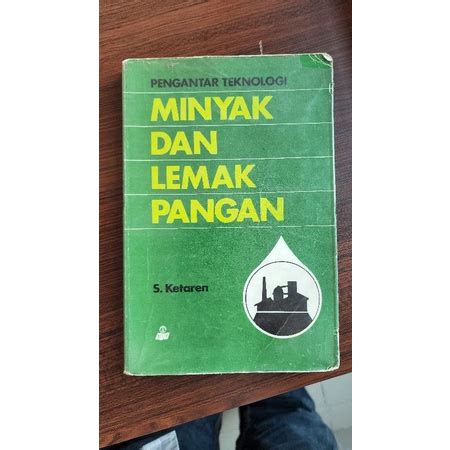 PENGANTAR TEKNOLOGI
MINYAK
DAN
LEMAK
PANGAN
S. Ketaren